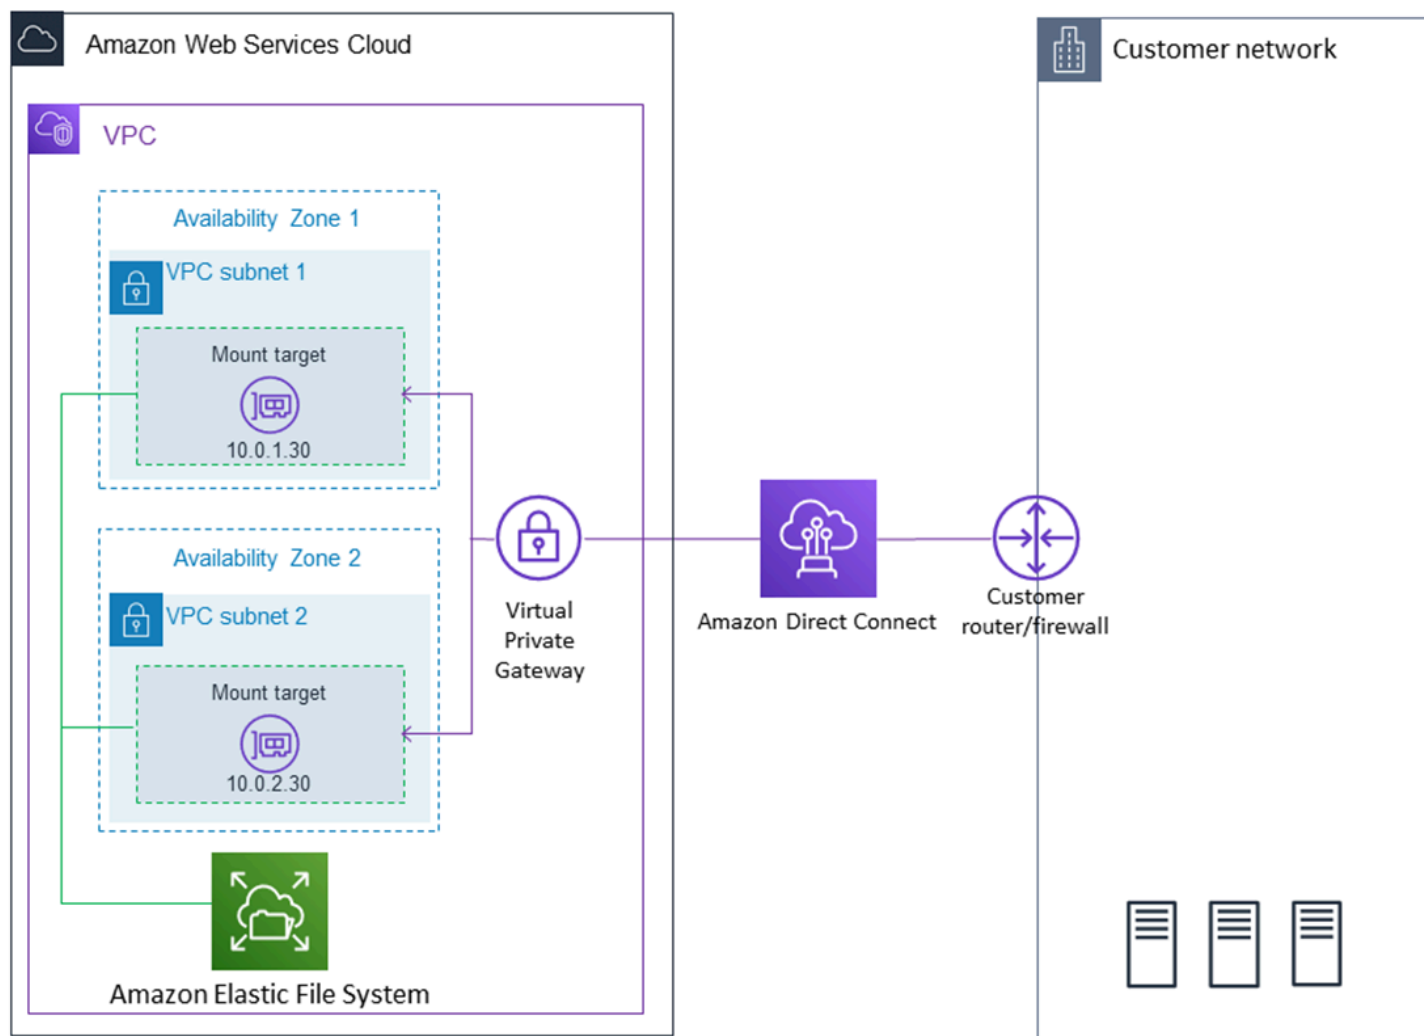 Amazon Web Services Cloud
VPC
Availability Zone 1
VPC subnet 1
Mount target
10.0.1.30
Availability Zone 2
VPC subnet 2
Mount target
10.0.2.30
Amazon Elastic File System
Virtual
Private
Gateway
Amazon Direct Connect
Customer
router/firewall
Customer network